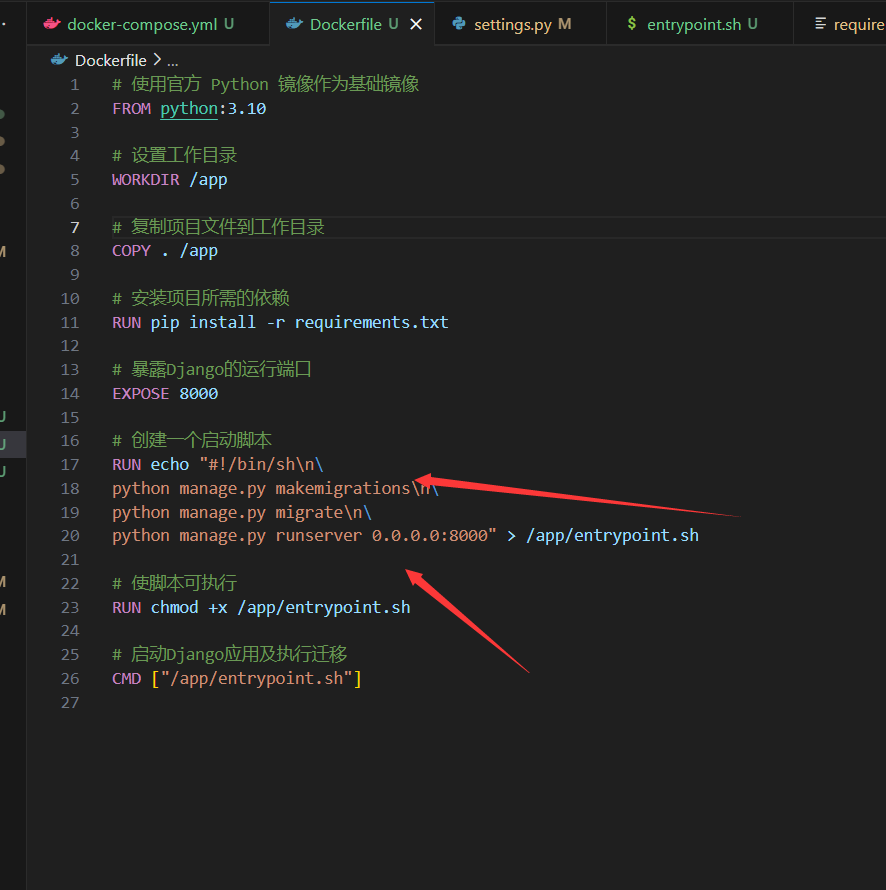 docker-compose.yml U
Dockerfile U
settings.py M
$ entrypoint.sh U
require
Dockerfile > ...
1 # 使用官方 Python 镜像作为基础镜像
2 FROM python:3.10
3
4 # 设置工作目录
5 WORKDIR /app
6
7 # 复制项目文件到工作目录
8 COPY . /app
9
10 # 安装项目所需的依赖
11 RUN pip install -r requirements.txt
12
13 # 暴露Django的运行端口
14 EXPOSE 8000
15
16 # 创建一个启动脚本
17 RUN echo "#!/bin/sh\n\
18 python manage.py makemigrations\n\
19 python manage.py migrate\n\
20 python manage.py runserver 0.0.0.0:8000" > /app/entrypoint.sh
21
22 # 使脚本可执行
23 RUN chmod +x /app/entrypoint.sh
24
25 # 启动Django应用及执行迁移
26 CMD ["/app/entrypoint.sh"]
27
M
U
U
U
M
M